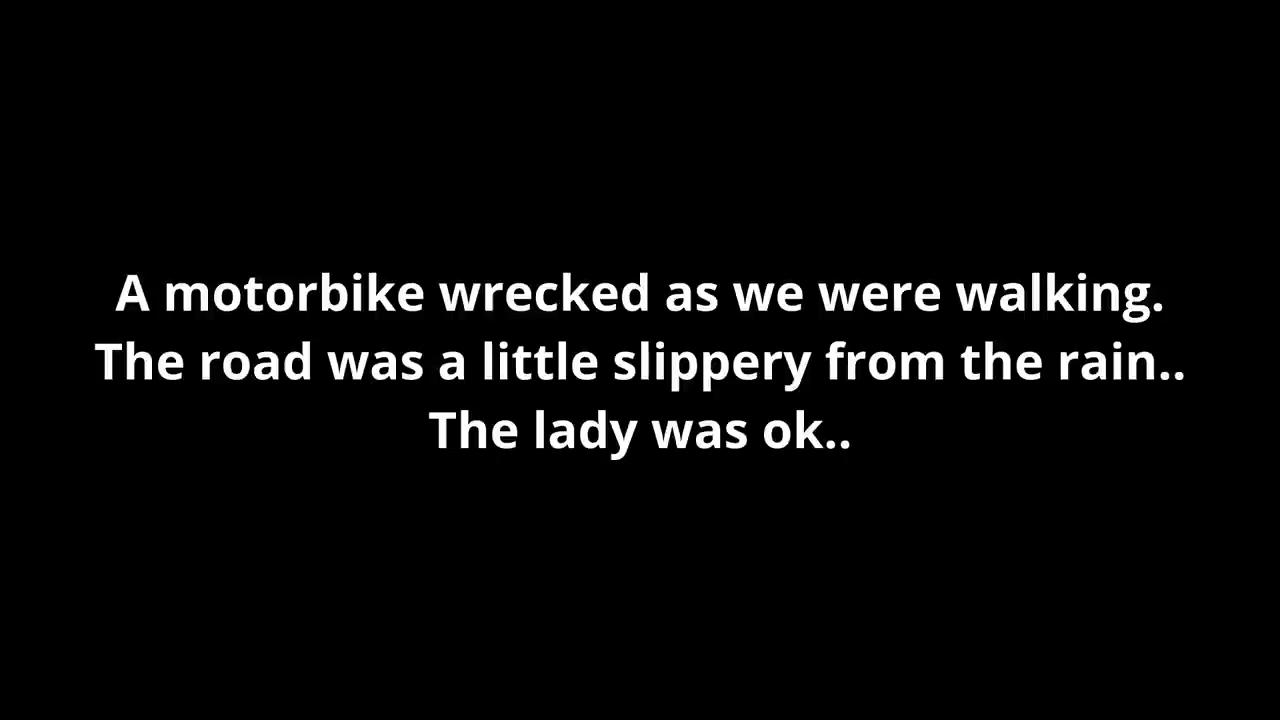 A motorbike wrecked as we were walking.
The road was a little slippery from the rain..
The lady was ok..